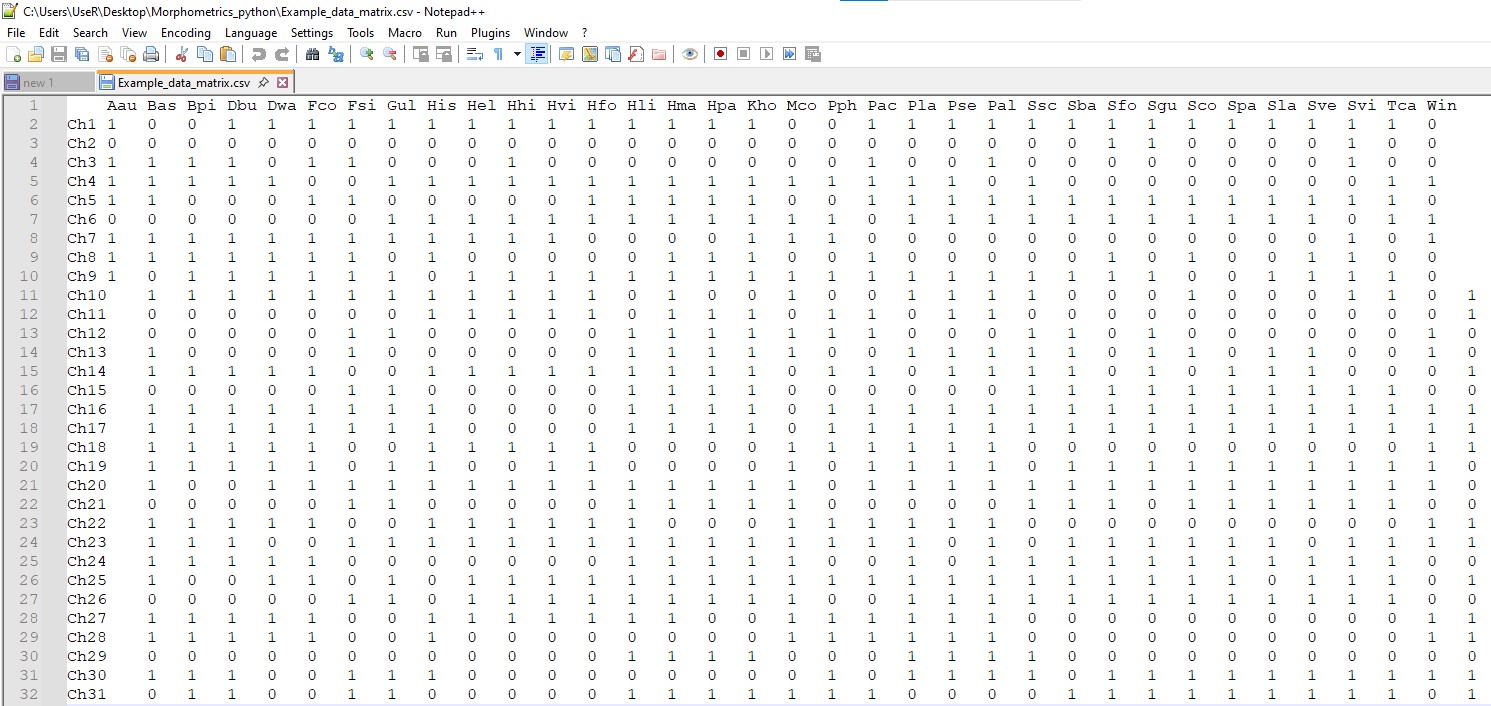 C:\Users\UseR\Desktop\Morphometrics_python\Example_data_matrix.csv - Notepad++
File Edit Search View Encoding Language Settings Tools Macro Run Plugins Window ?
new 1 Example_data_matrix.csv
1 Aau Bas Bpi Dbu Dwa Fco Fsi Gul His Hel Hhi Hvi Hfo Hli Hma Hpa Kho Mco Pph Pac Pla Pse Pal Ssc Sba Sfo Sgu Sco Spa Sla Sve Svi Tca Win
2 Ch1 1 0 0 1 1 1 1 1 1 1 1 1 1 1 1 1 1 0 0 1 1 1 1 1 1 1 1 1 1 1 1 1 1 0
3 Ch2 0 0 0 0 0 0 0 0 0 0 0 0 0 0 0 0 0 0 0 0 0 0 0 0 0 1 1 0 0 0 0 1 0 0
4 Ch3 1 1 1 1 0 1 1 0 0 0 1 0 0 0 0 0 0 0 0 1 0 0 1 0 0 0 0 0 0 0 0 1 0 0
5 Ch4 1 1 1 1 1 0 0 1 1 1 1 1 1 1 1 1 1 1 1 1 1 1 0 1 0 0 0 0 0 0 0 0 1 1
6 Ch5 1 1 0 0 0 1 1 0 0 0 0 0 1 1 1 1 1 0 0 1 1 1 1 1 1 1 1 1 1 1 1 1 1 0
7 Ch6 0 0 0 0 0 0 0 1 1 1 1 1 1 1 1 1 1 1 1 0 1 1 1 1 1 1 1 1 1 1 1 0 1 1
8 Ch7 1 1 1 1 1 1 1 1 1 1 1 1 0 0 0 0 1 1 1 0 0 0 0 0 0 0 0 0 0 0 0 1 0 1
9 Ch8 1 1 1 1 1 1 1 0 1 0 0 0 0 0 1 1 1 0 0 1 0 0 0 0 0 1 0 1 0 0 1 1 0 0
10 Ch9 1 0 1 1 1 1 1 1 0 1 1 1 1 1 1 1 1 1 1 1 1 1 1 1 1 1 1 0 0 1 1 1 1 0
11 Ch10 1 1 1 1 1 1 1 1 1 1 1 1 0 1 0 0 1 0 0 1 1 1 1 0 0 0 1 0 0 0 1 1 0 1
12 Ch11 0 0 0 0 0 0 0 1 1 1 1 1 0 1 1 1 0 1 1 0 1 1 0 0 0 0 0 0 0 0 0 0 0 1
13 Ch12 0 0 0 0 0 1 1 0 0 0 0 0 1 1 1 1 1 1 1 0 0 0 1 1 0 1 0 0 0 0 0 0 1 0
14 Ch13 1 0 0 0 0 1 0 0 0 0 0 0 1 1 1 1 1 0 0 1 1 1 1 1 0 1 1 0 1 1 0 0 1 0
15 Ch14 1 1 1 1 1 0 0 1 1 1 1 1 1 1 1 1 0 1 1 0 1 1 1 1 0 1 0 1 1 1 0 0 0 1
16 Ch15 0 0 0 0 0 1 1 0 0 0 0 0 1 1 1 1 0 0 0 0 0 0 1 1 1 1 1 1 1 1 1 1 0 0
17 Ch16 1 1 1 1 1 1 1 1 0 0 0 0 1 1 1 1 0 1 1 1 1 1 1 1 1 1 1 1 1 1 1 1 1 1
18 Ch17 1 1 1 1 1 1 1 1 0 0 0 0 1 1 1 1 0 1 1 1 1 1 1 1 1 1 1 1 1 1 1 1 1 1
19 Ch18 1 1 1 1 1 0 0 1 1 1 1 1 0 0 0 0 1 1 1 1 1 1 0 0 0 0 0 0 0 0 0 0 1 1
20 Ch19 1 1 1 1 1 0 1 1 0 0 1 1 0 0 0 0 1 0 1 1 1 1 0 1 1 1 1 1 1 1 1 1 1 0
21 Ch20 1 0 0 1 1 1 1 1 1 1 1 1 1 1 1 1 1 0 1 1 1 1 1 1 1 1 1 1 1 1 1 1 1 0
22 Ch21 0 0 0 0 0 1 1 0 0 0 0 0 1 1 1 1 1 0 0 0 0 0 1 1 1 1 0 1 1 1 1 1 1 0
23 Ch22 1 1 1 1 1 0 0 1 1 1 1 1 1 0 0 0 1 1 1 1 1 1 0 0 0 0 0 0 0 0 0 0 1 1
24 Ch23 1 1 1 0 0 1 1 1 1 1 1 1 1 1 1 1 1 1 1 1 0 1 0 1 1 1 1 1 1 0 1 1 1 1
25 Ch24 1 1 1 1 1 0 0 0 0 0 0 0 1 1 1 1 1 0 0 1 0 1 1 1 1 1 1 1 1 1 1 1 0 0
26 Ch25 1 0 0 1 1 0 1 0 1 1 1 1 1 1 1 1 1 1 1 1 1 1 1 1 1 1 1 1 0 1 1 1 0 1
27 Ch26 0 0 0 0 0 1 1 0 1 1 1 1 1 1 1 1 1 0 0 1 1 1 1 1 1 1 1 1 1 1 1 1 0 0
28 Ch27 1 1 1 1 1 0 0 1 1 1 1 1 1 1 0 0 1 1 1 1 1 1 0 0 0 0 0 0 0 0 0 0 1 1
29 Ch28 1 1 1 1 1 0 0 1 0 0 0 0 0 0 0 0 1 1 1 1 1 1 0 0 0 0 0 0 0 0 0 0 1 1
30 Ch29 0 0 0 0 0 0 0 0 0 0 0 0 1 1 1 1 0 0 0 1 1 1 1 0 0 0 0 0 0 0 0 0 0 0
31 Ch30 1 1 1 0 0 1 1 1 0 0 0 0 0 0 0 0 0 1 0 1 1 1 1 0 1 1 1 1 1 1 1 1 1 1
32 Ch31 0 1 1 0 0 1 1 0 0 0 0 0 1 1 1 1 1 1 1 0 0 0 0 1 1 1 1 1 1 1 1 1 0 1